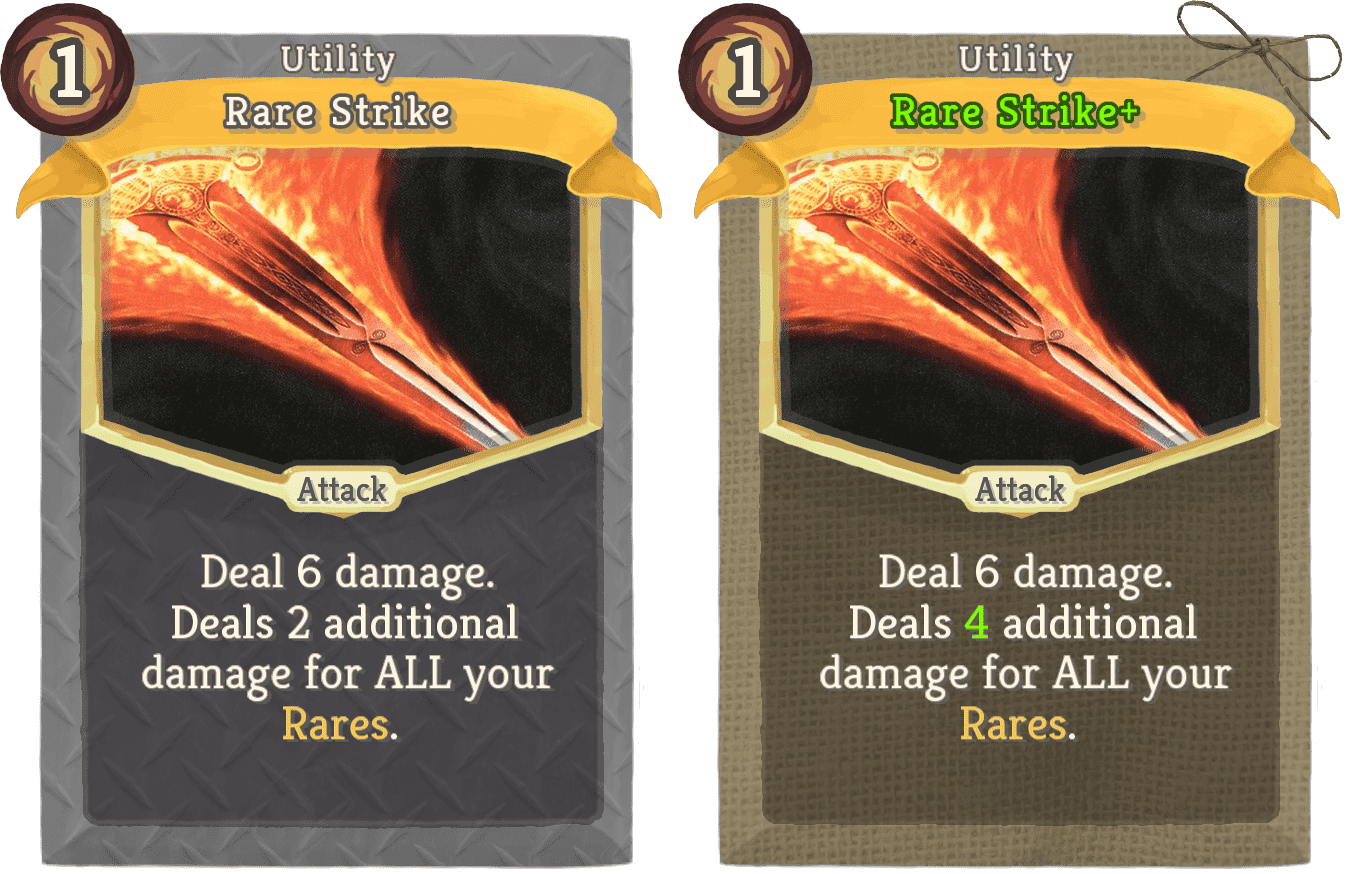 1
Utility
Rare Strike
Attack
Deal 6 damage.
Deals 2 additional
damage for ALL your
Rares.
1
Utility
Rare Strike+
Attack
Deal 6 damage.
Deals 4 additional
damage for ALL your
Rares.